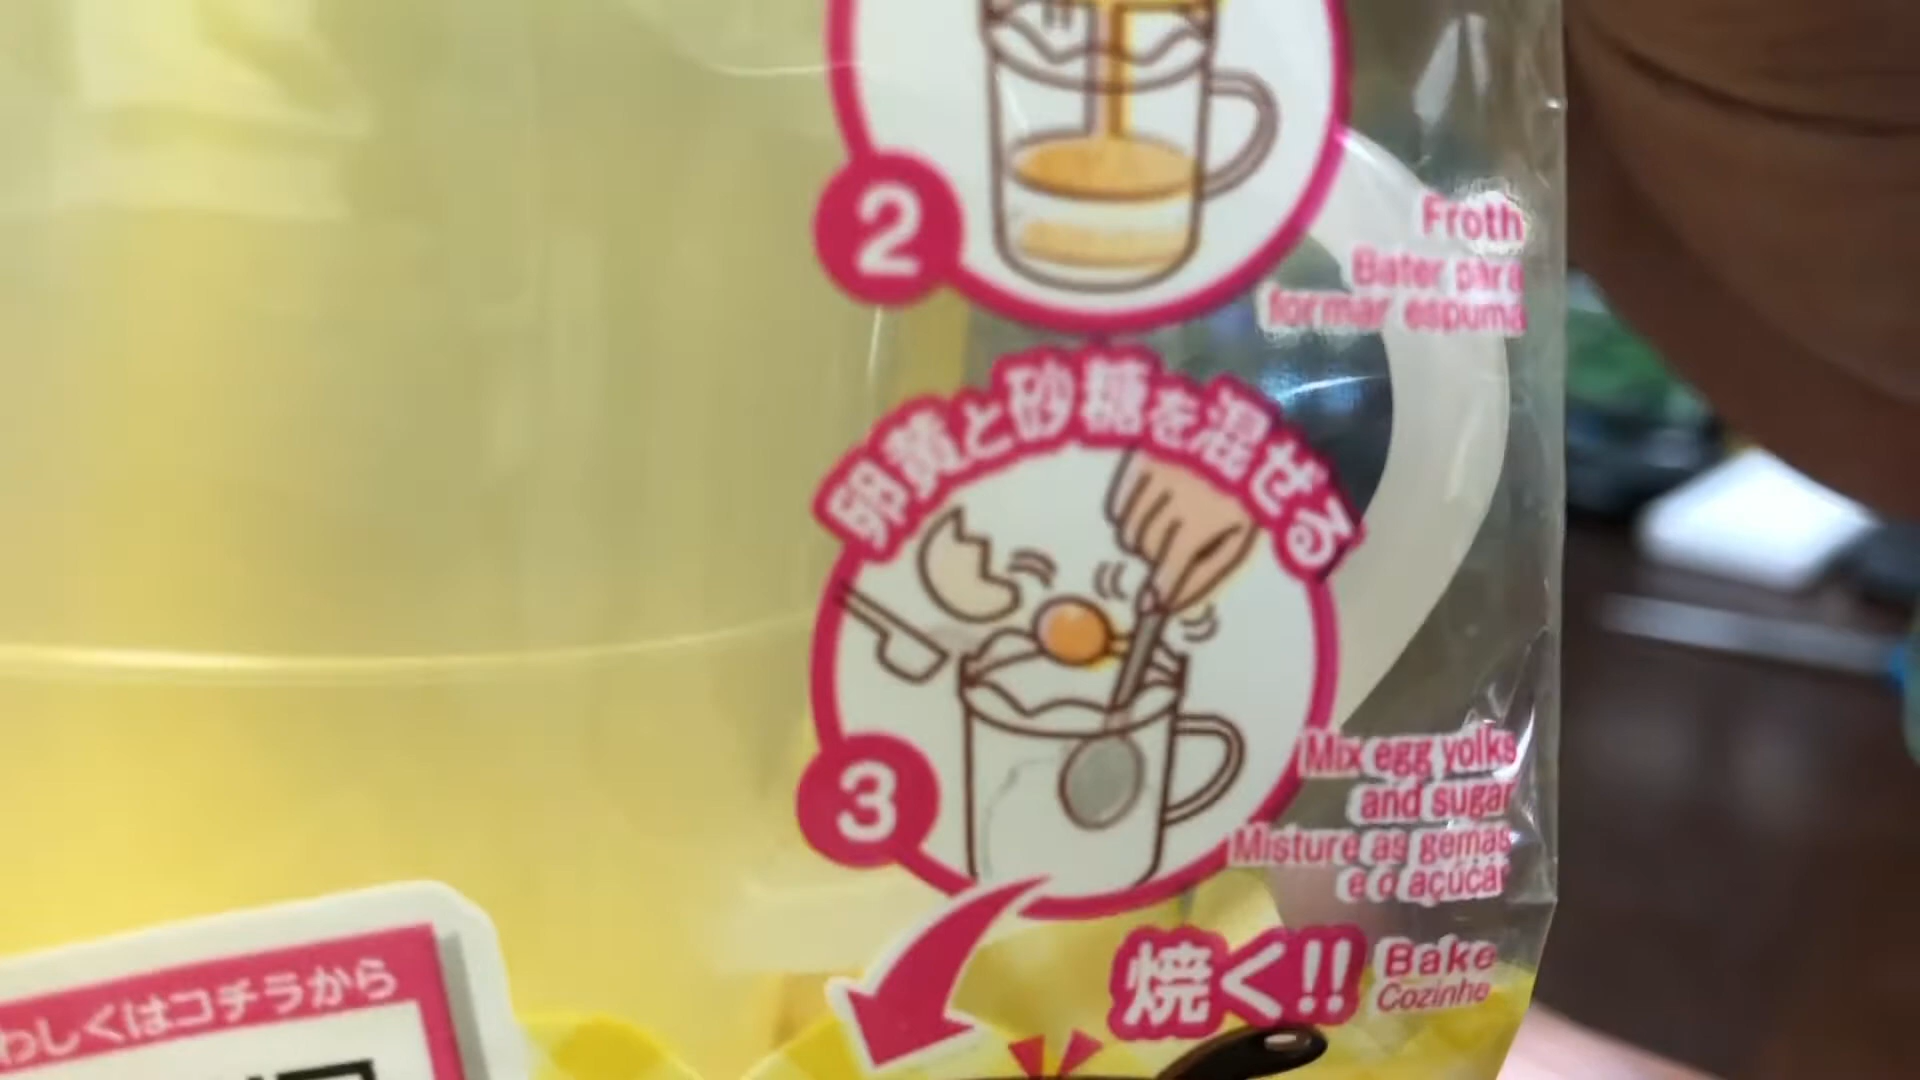 2
Froth
Bater para
formar espuma
卵黄と砂糖を混ぜる
3
Mix egg yolks
and sugar
Misture as gemas
e o açúcar
焼く!!
Bake
Cozinhe
わしくはコチラから